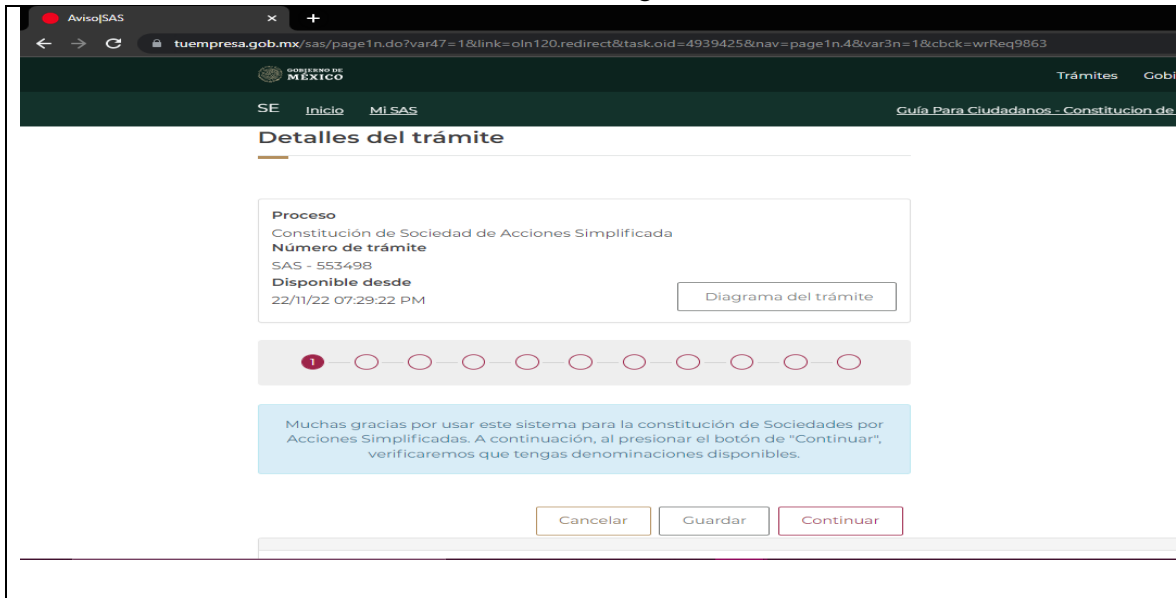 Aviso|SAS
tuempresa.gob.mx/sas/page1n.do?var47=1&link=oln120.redirect&task.oid=4939425&nav=page1n.4&var3n=1&cbck=wrReq9863
GOBIERNO DE
MÉXICO
Trámites Gobi
SE Inicio Mi SAS Guía Para Ciudadanos - Constitucion de
Detalles del trámite
Proceso
Constitución de Sociedad de Acciones Simplificada
Número de trámite
SAS - 553498
Disponible desde
22/11/22 07:29:22 PM
Diagrama del trámite
1
Muchas gracias por usar este sistema para la constitución de Sociedades por
Acciones Simplificadas. A continuación, al presionar el botón de "Continuar",
verificaremos que tengas denominaciones disponibles.
Cancelar Guardar Continuar